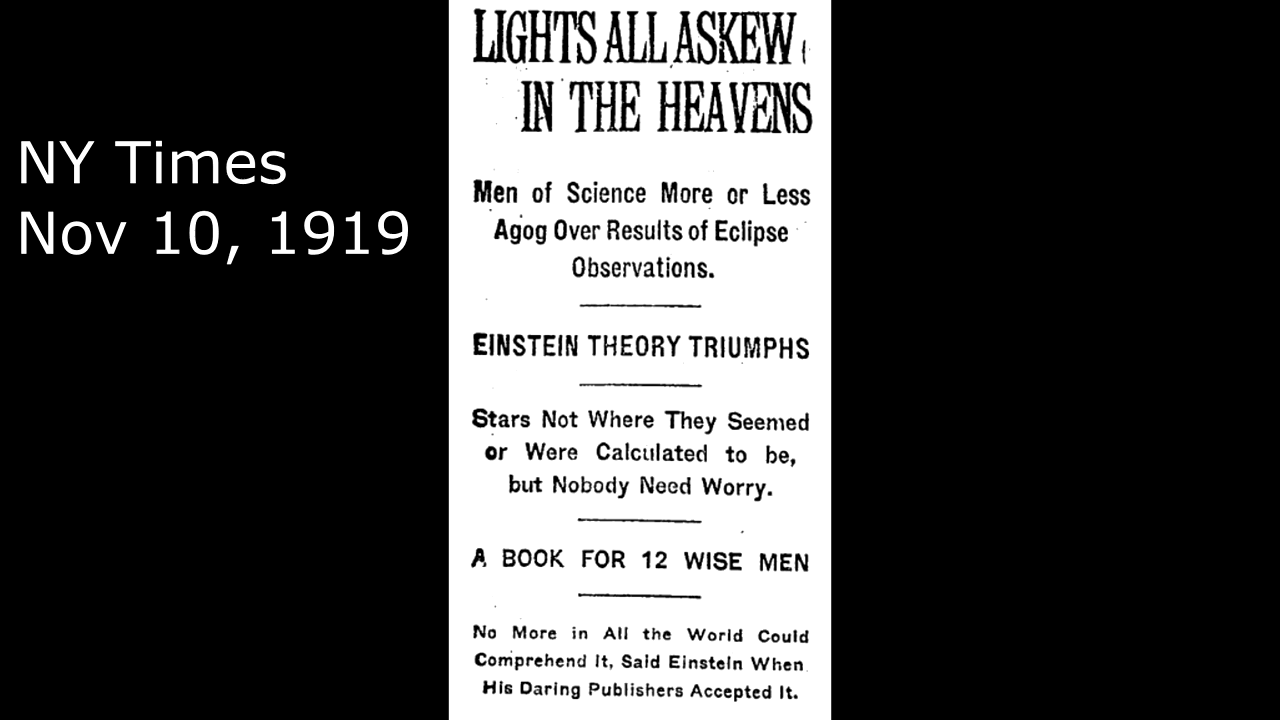 NY Times
Nov 10, 1919
LIGHTS ALL ASKEW
IN THE HEAVENS
Men of Science More or Less
Agog Over Results of Eclipse
Observations.
EINSTEIN THEORY TRIUMPHS
Stars Not Where They Seemed
or Were Calculated to be,
but Nobody Need Worry.
A BOOK FOR 12 WISE MEN
No More in All the World Could
Comprehend It, Said Einstein When
His Daring Publishers Accepted It.